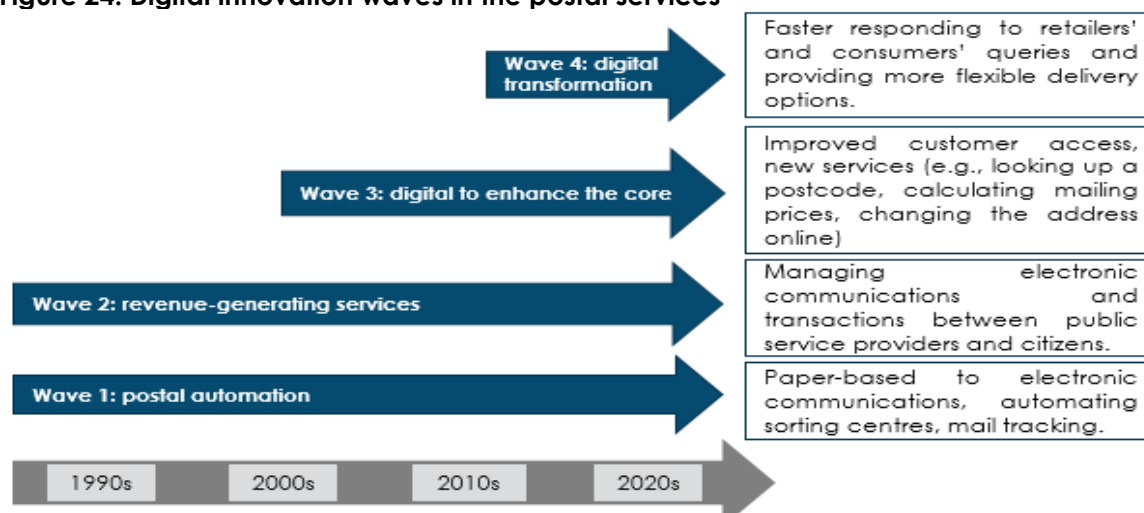 Figure 24: Digital innovation waves in the postal services
Wave 4: digital
transformation
Faster responding to retailers'
and consumers' queries and
providing more flexible delivery
options.
Wave 3: digital to enhance the core
Improved customer access,
new services (e.g., looking up a
postcode, calculating mailing
prices, changing the address
online)
Wave 2: revenue-generating services
Managing electronic
communications and
transactions between public
service providers and citizens.
Wave 1: postal automation
Paper-based to electronic
communications, automating
sorting centres, mail tracking.
1990s
2000s
2010s
2020s